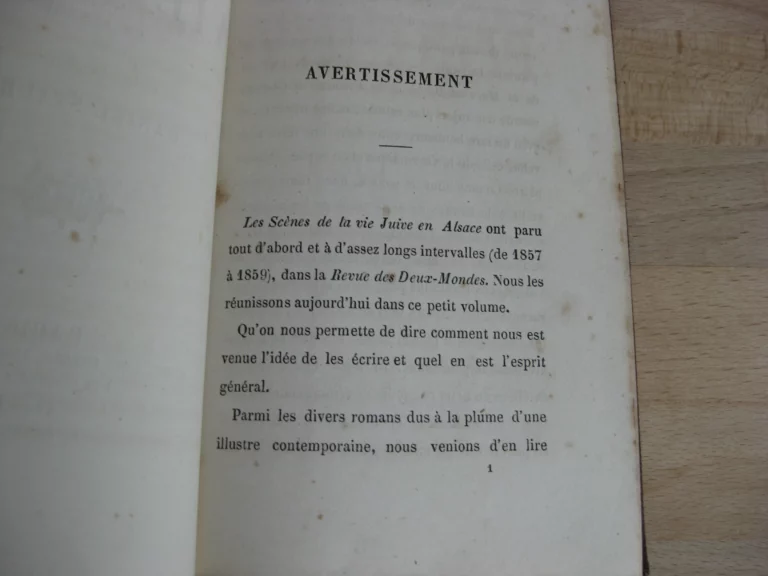 AVERTISSEMENT
Les Scènes de la vie Juive en Alsace ont paru
tout d'abord et à d'assez longs intervalles (de 1857
à 1859), dans la Revue des Deux-Mondes. Nous les
réunissons aujourd'hui dans ce petit volume.
Qu'on nous permette de dire comment nous est
venue l'idée de les écrire et quel en est l'esprit
général.
Parmi les divers romans dus à la plume d'une
illustre contemporaine, nous venions d'en lire
1